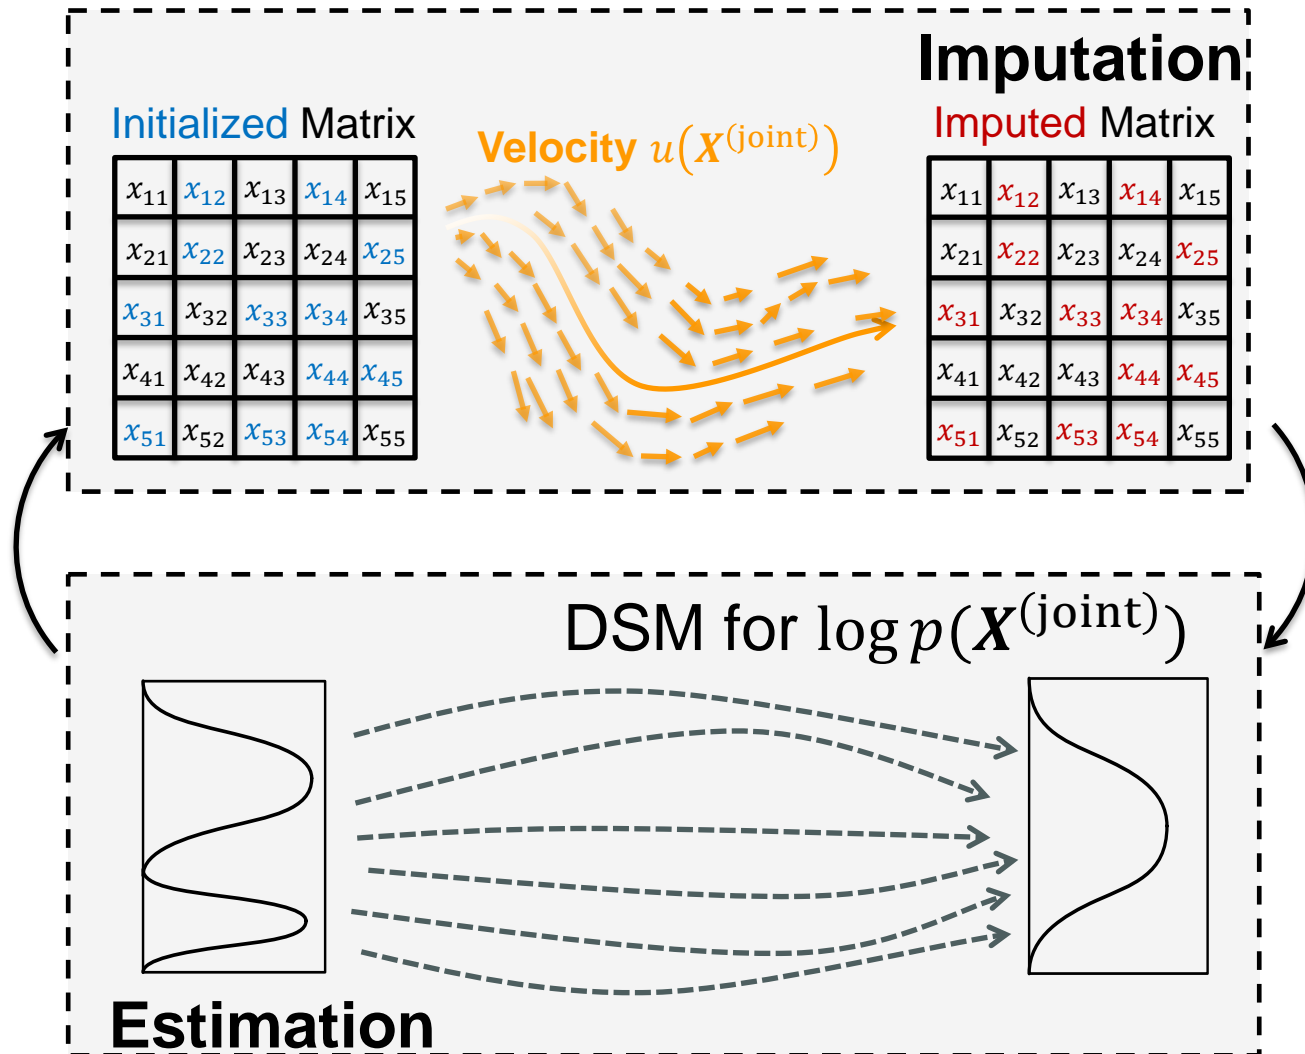 Imputation
Initialized Matrix
Velocity u(X^(joint))
Imputed Matrix
x₁₁ x₁₂ x₁₃ x₁₄ x₁₅
x₂₁ x₂₂ x₂₃ x₂₄ x₂₅
x₃₁ x₃₂ x₃₃ x₃₄ x₃₅
x₄₁ x₄₂ x₄₃ x₄₄ x₄₅
x₅₁ x₅₂ x₅₃ x₅₄ x₅₅
x₁₁ x₁₂ x₁₃ x₁₄ x₁₅
x₂₁ x₂₂ x₂₃ x₂₄ x₂₅
x₃₁ x₃₂ x₃₃ x₃₄ x₃₅
x₄₁ x₄₂ x₄₃ x₄₄ x₄₅
x₅₁ x₅₂ x₅₃ x₅₄ x₅₅
DSM for log p(X^(joint))
Estimation